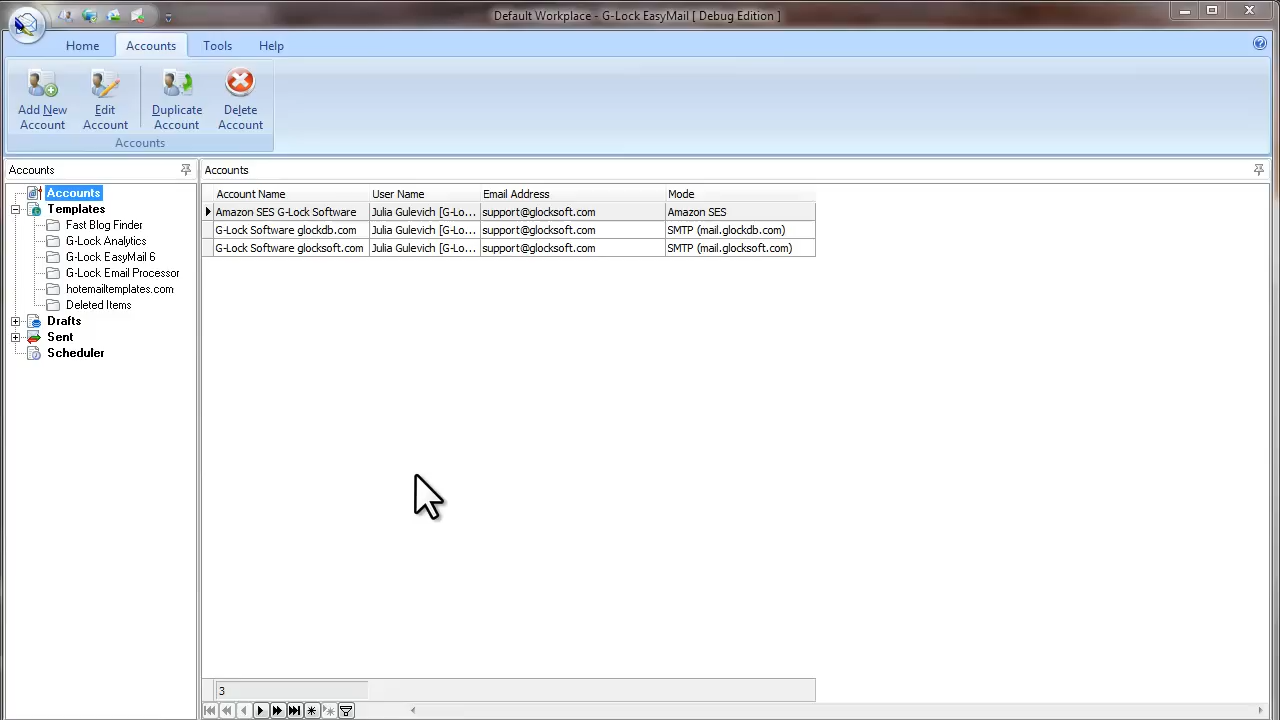 Default Workplace - G-Lock EasyMail [ Debug Edition ]
Home Accounts Tools Help
Add New Account
Edit Account
Duplicate Account
Delete Account
Accounts
Accounts
Accounts
Templates
Fast Blog Finder
G-Lock Analytics
G-Lock EasyMail 6
G-Lock Email Processor
hotemailtemplates.com
Deleted Items
Drafts
Sent
Scheduler
Accounts
Account Name User Name Email Address Mode
Amazon SES G-Lock Software Julia Gulevich [G-Lo... support@glocksoft.com Amazon SES
G-Lock Software glockdb.com Julia Gulevich [G-Lo... support@glocksoft.com SMTP (mail.glockdb.com)
G-Lock Software glocksoft.com Julia Gulevich [G-Lo... support@glocksoft.com SMTP (mail.glocksoft.com)
3